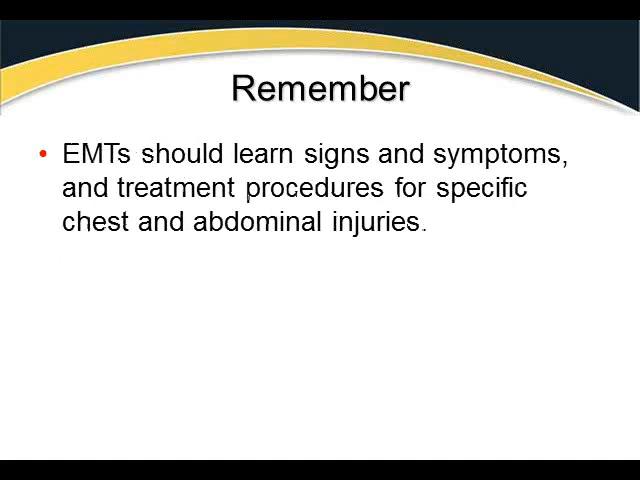 Remember
• EMTs should learn signs and symptoms,
and treatment procedures for specific
chest and abdominal injuries.